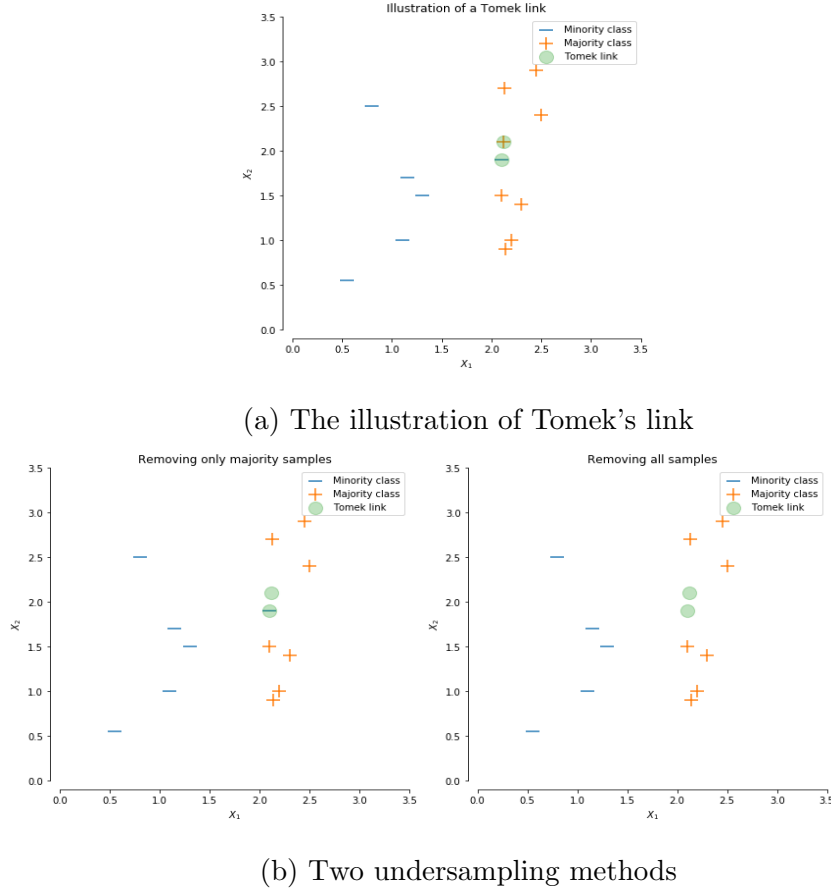 Illustration of a Tomek link
3.5
3.0
2.5
2.0
1.5
1.0
0.5
0.0
X2
Minority class
Majority class
Tomek link
0.0 0.5 1.0 1.5 2.0 2.5 3.0 3.5
X1
(a) The illustration of Tomek's link
Removing only majority samples
3.5
3.0
2.5
2.0
1.5
1.0
0.5
0.0
X2
Minority class
Majority class
Tomek link
0.0 0.5 1.0 1.5 2.0 2.5 3.0 3.5
X1
Removing all samples
3.5
3.0
2.5
2.0
1.5
1.0
0.5
0.0
X2
Minority class
Majority class
Tomek link
0.0 0.5 1.0 1.5 2.0 2.5 3.0 3.5
X1
(b) Two undersampling methods